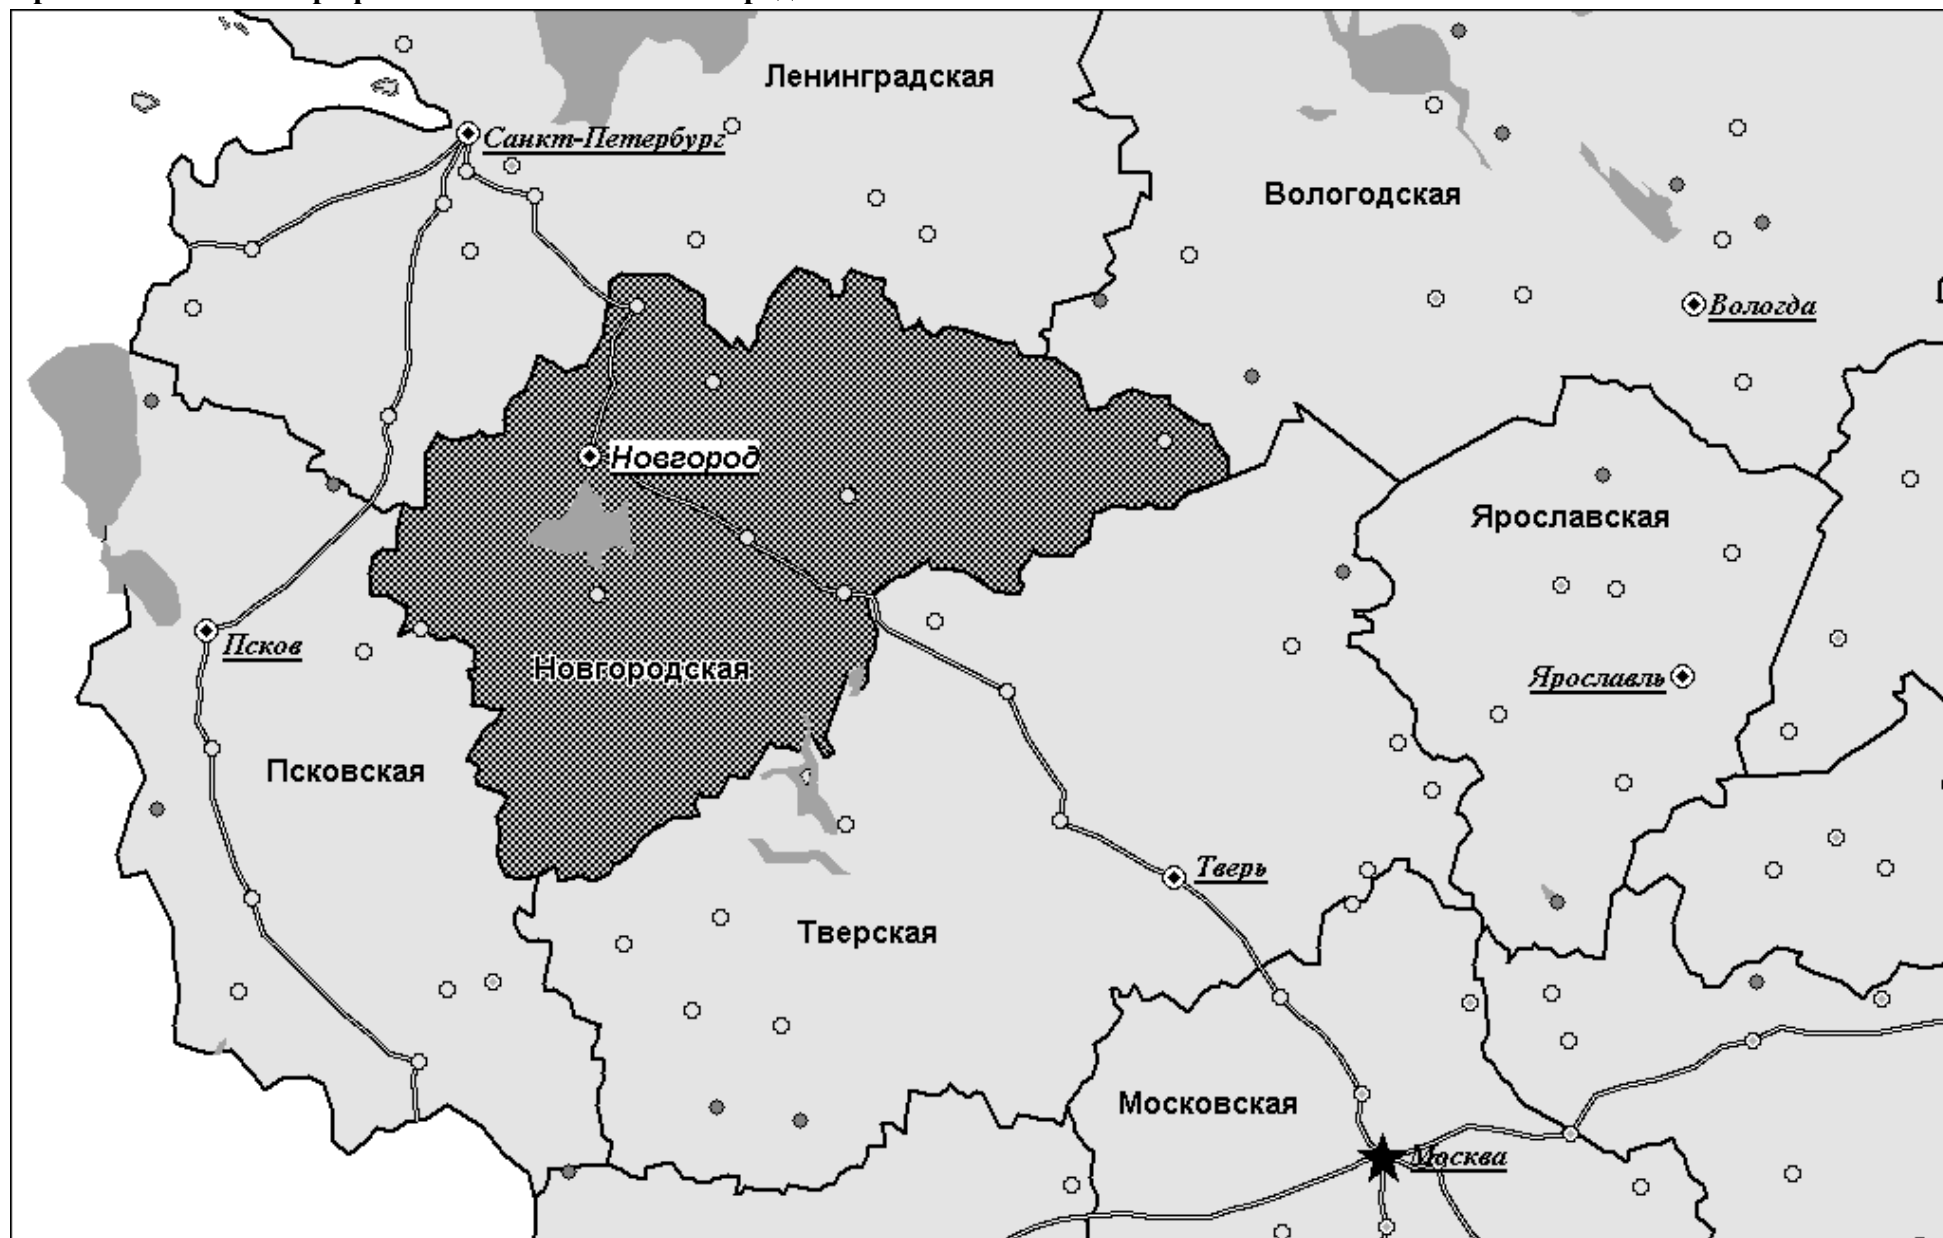 Ленинградская
Санкт-Петербург
Вологодская
Вологда
Новгород
Ярославская
Псков
Новгородская
Ярославль
Псковская
Тверь
Тверская
Московская
Москва